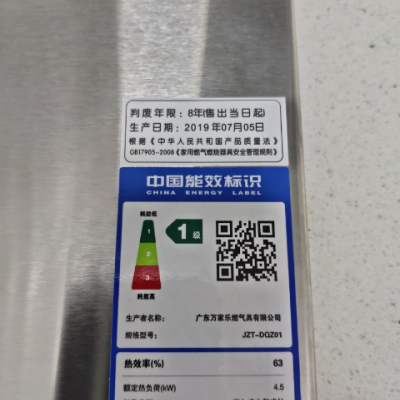 判废年限：8年(售出当日起)
生产日期：2019年07月05日
根据《中华人民共和国产品质量法》
GB17905-2008《家用燃气燃烧器具安全管理规则》
中国能效标识
CHINA ENERGY LABEL
耗能低
1
1级
2
3
耗能高
生产者名称： 广东万家乐燃气具有限公司
规格型号： JZT-DQZ01
热效率(%) 63
额定热负荷(kW) 4.5